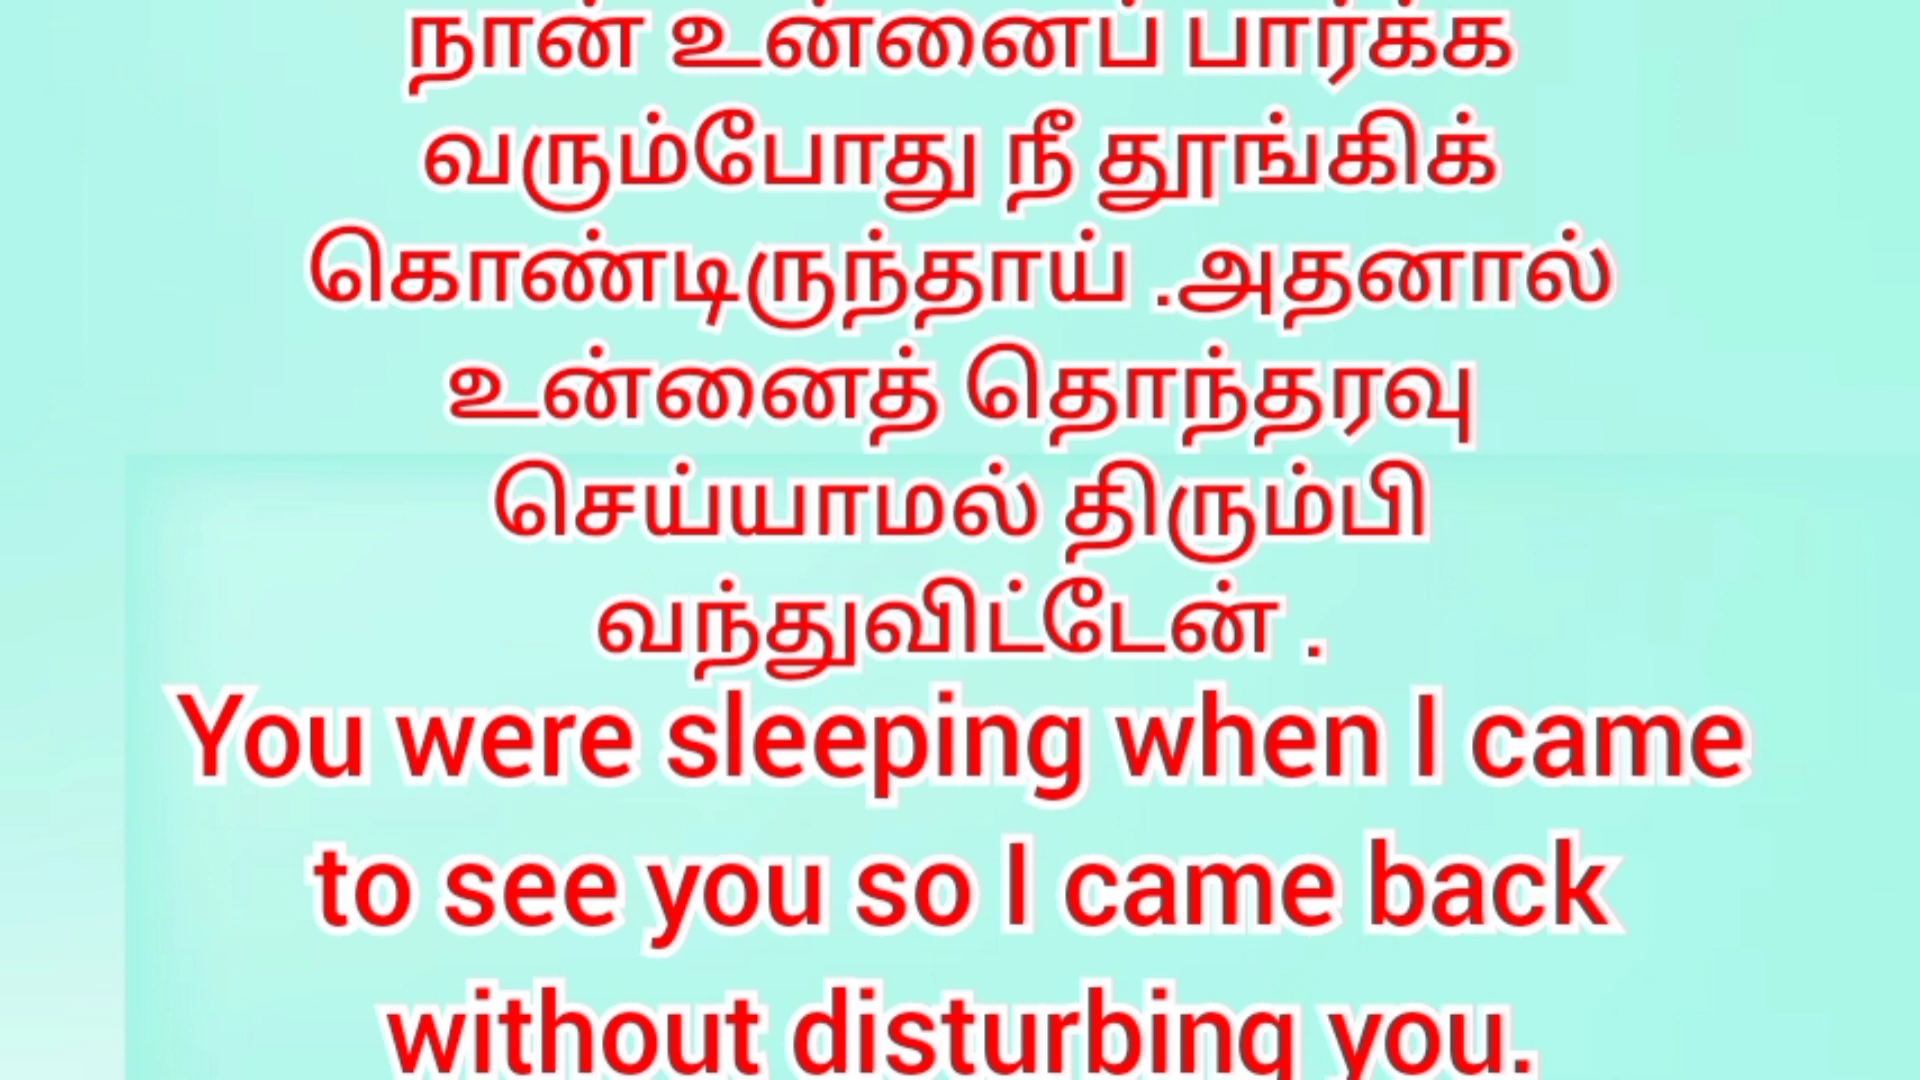 நான் உன்னைப் பார்க்க
வரும்போது நீ தூங்கிக்
கொண்டிருந்தாய் .அதனால்
உன்னைத் தொந்தரவு
செய்யாமல் திரும்பி
வந்துவிட்டேன் .
You were sleeping when I came
to see you so I came back
without disturbing you.